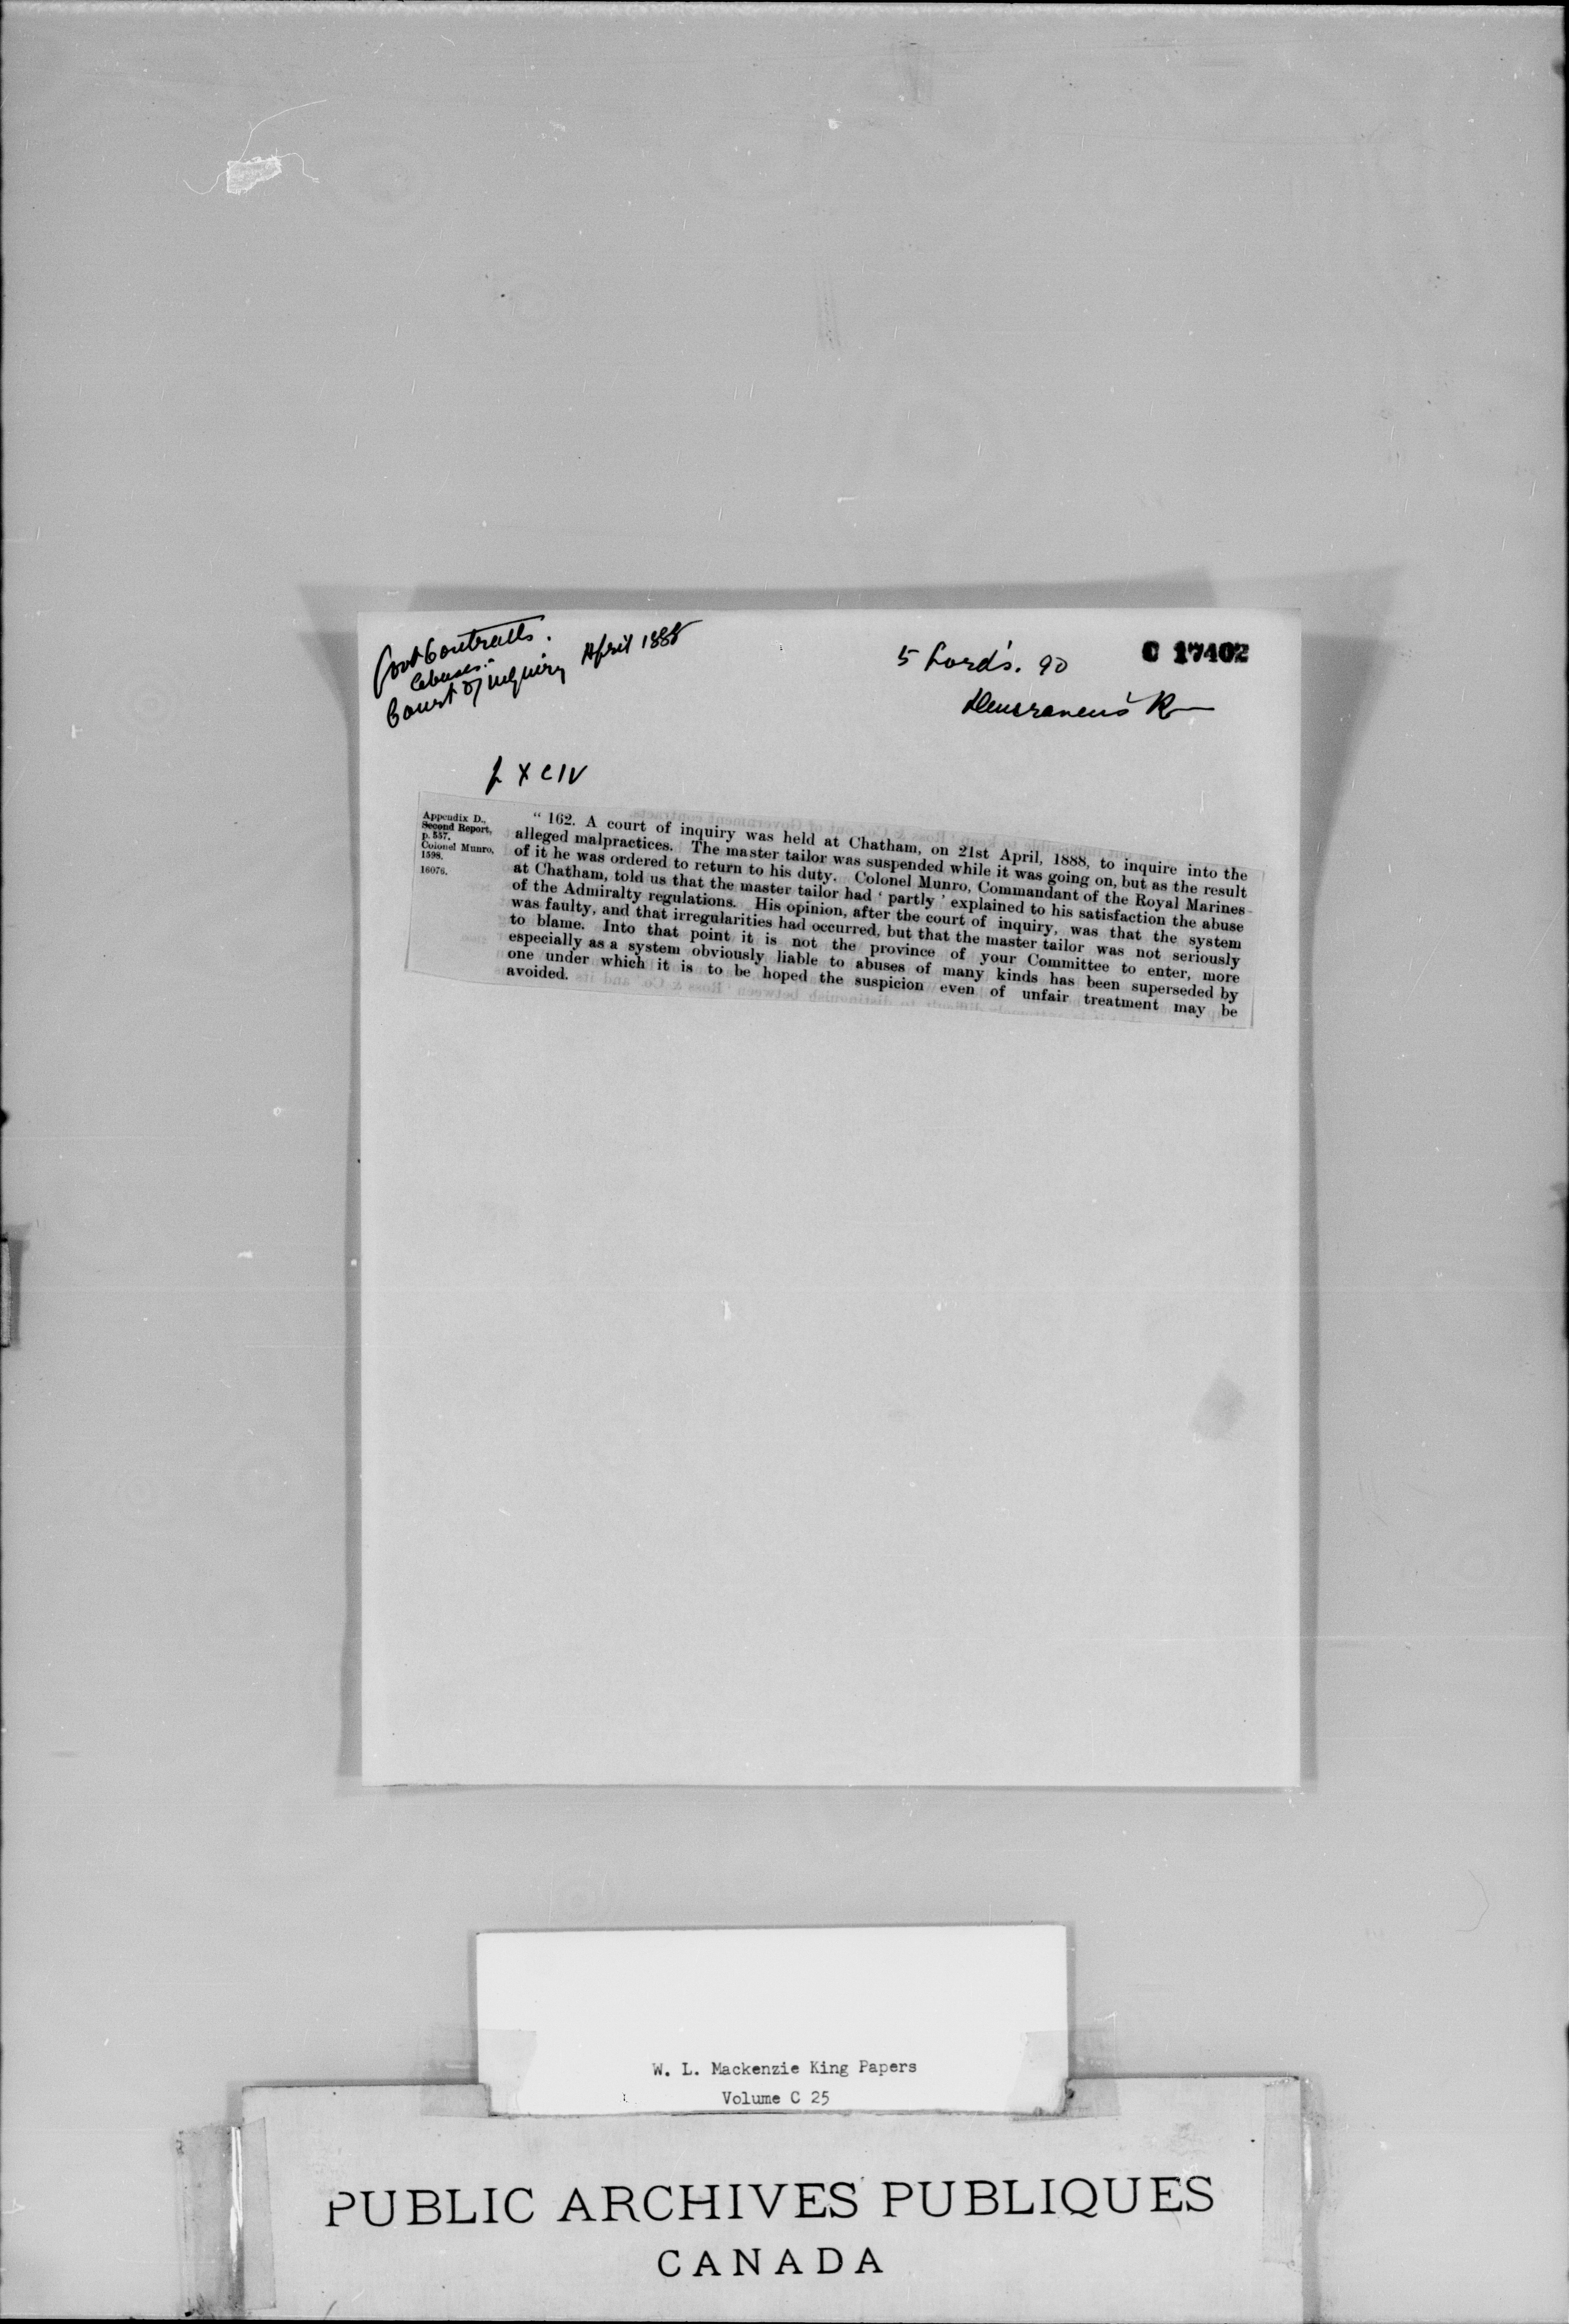 Govt Contracts.
Abuses.
Court of inquiry April 1888
5 Lords. 90
C 17402
Dunraven's R
p XCIV
Appendix D.,
Second Report,
p. 557.
Colonel Munro,
1598.
16076.
“ 162. A court of inquiry was held at Chatham, on 21st April, 1888, to inquire into the
alleged malpractices. The master tailor was suspended while it was going on, but as the result
of it he was ordered to return to his duty. Colonel Munro, Commandant of the Royal Marines
at Chatham, told us that the master tailor had ‘ partly ’ explained to his satisfaction the abuse
of the Admiralty regulations. His opinion, after the court of inquiry, was that the system
was faulty, and that irregularities had occurred, but that the master tailor was not seriously
to blame. Into that point it is not the province of your Committee to enter, more
especially as a system obviously liable to abuses of many kinds has been superseded by
one under which it is to be hoped the suspicion even of unfair treatment may be
avoided.
W. L. Mackenzie King Papers
Volume C 25
PUBLIC ARCHIVES PUBLIQUES
CANADA